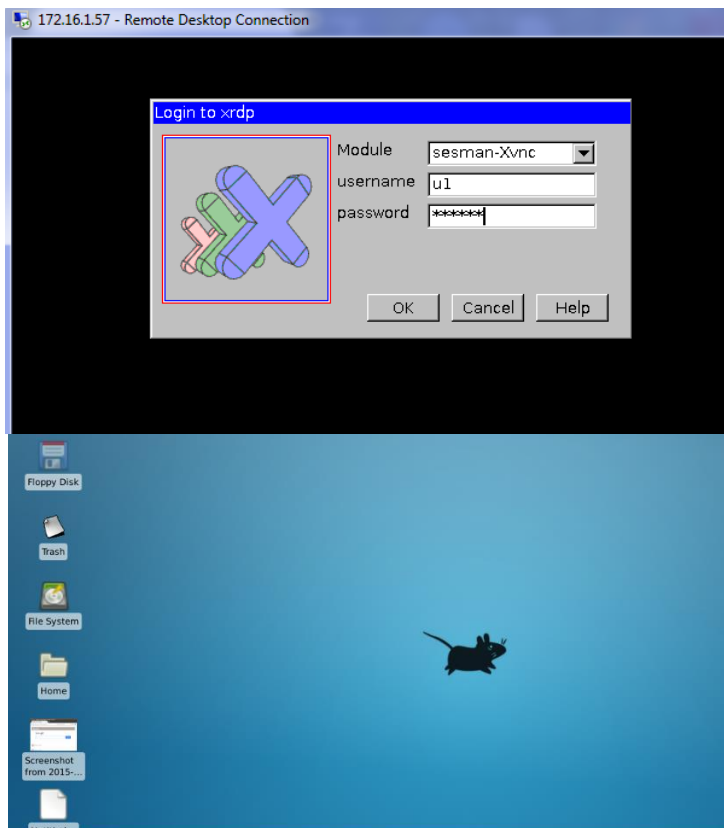 172.16.1.57 - Remote Desktop Connection
Login to xrdp
Module
sesman-Xvnc
username
u1
password
******
OK Cancel Help
Floppy Disk
Trash
File System
Home
Screenshot
from 2015-...